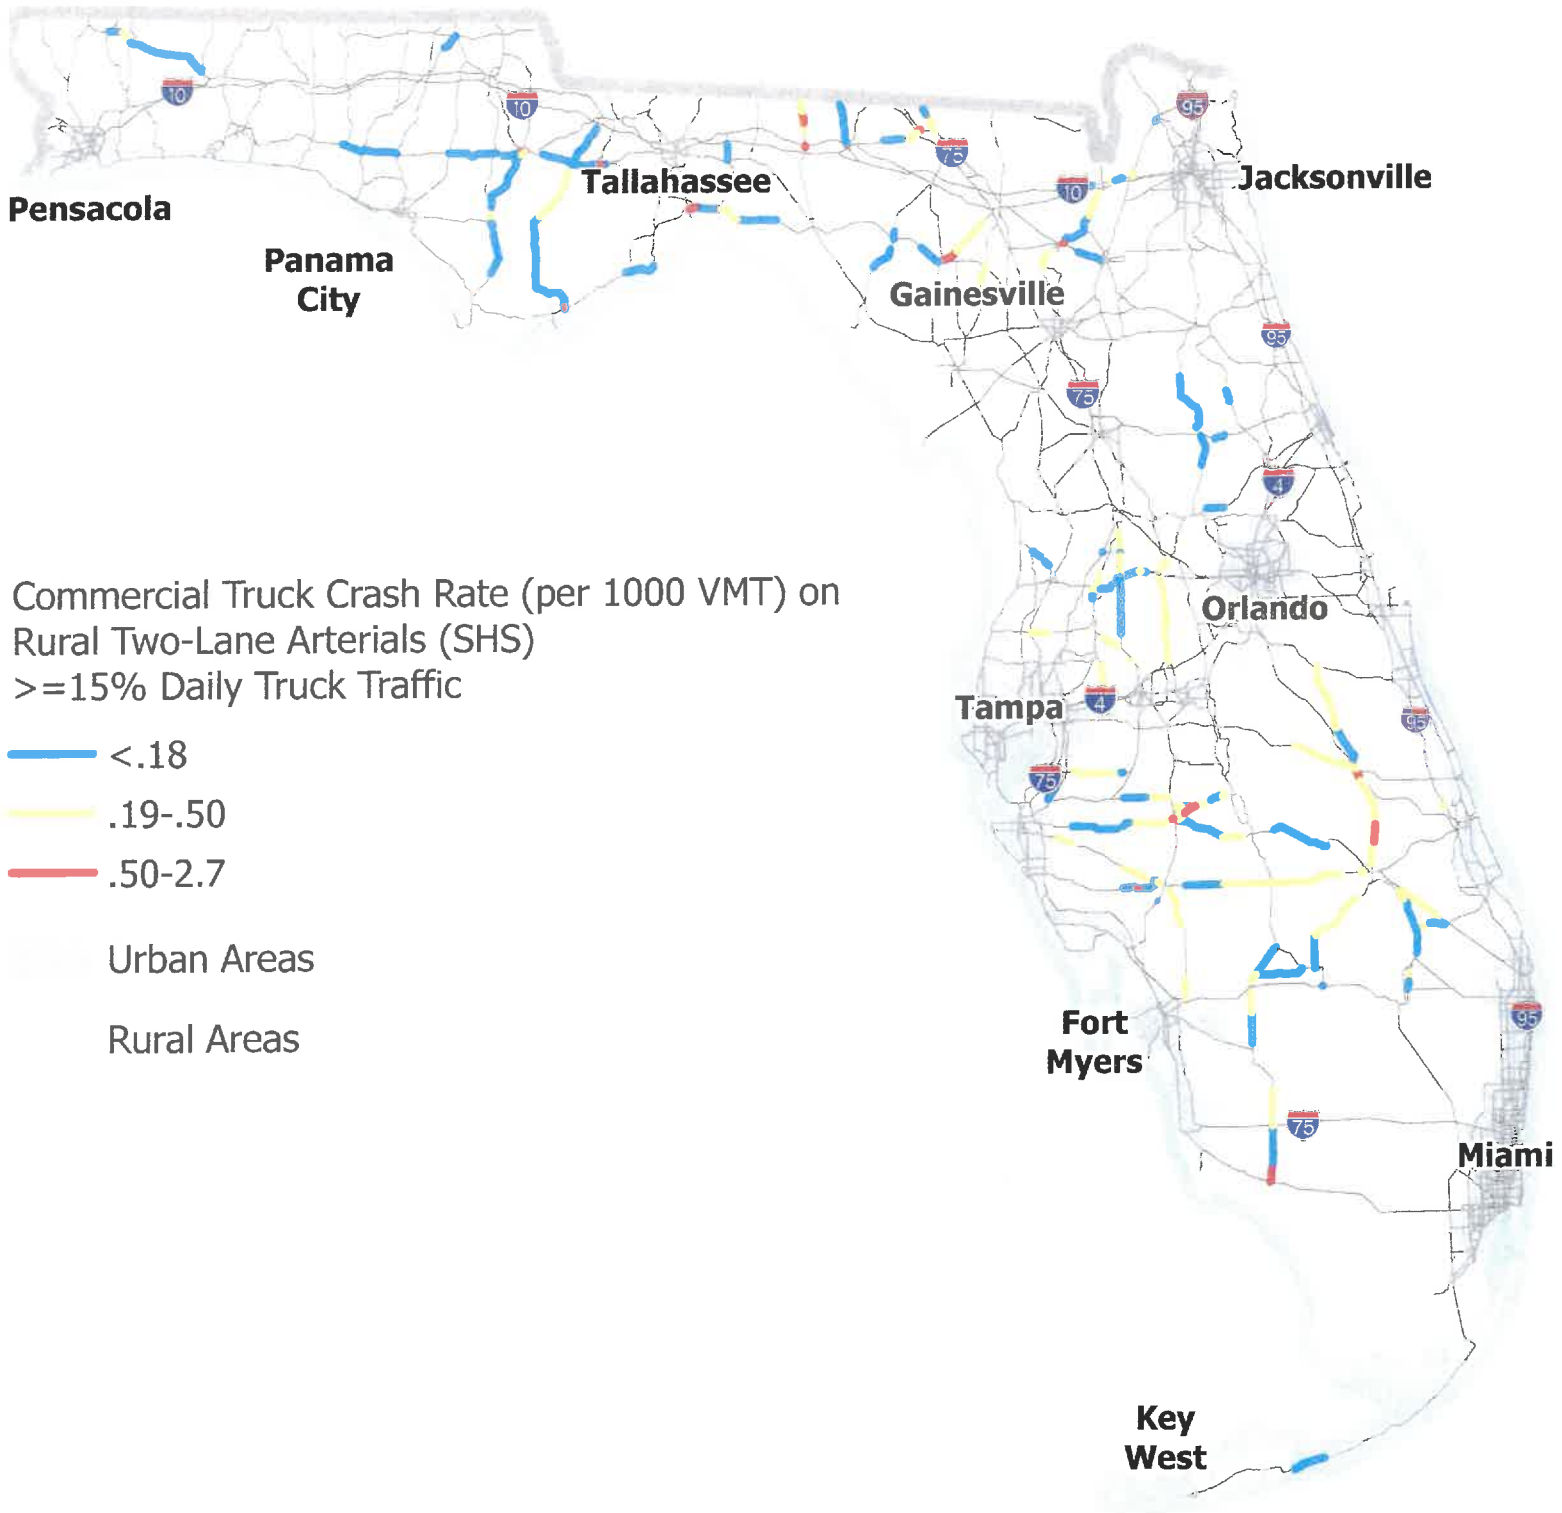 10
10
95
75
10
Jacksonville
Tallahassee
Pensacola
Panama
City
Gainesville
95
75
4
Commercial Truck Crash Rate (per 1000 VMT) on
Rural Two-Lane Arterials (SHS)
>=15% Daily Truck Traffic
<.18
.19-.50
.50-2.7
Urban Areas
Rural Areas
Orlando
Tampa
4
95
75
Fort
Myers
95
75
Miami
Key
West